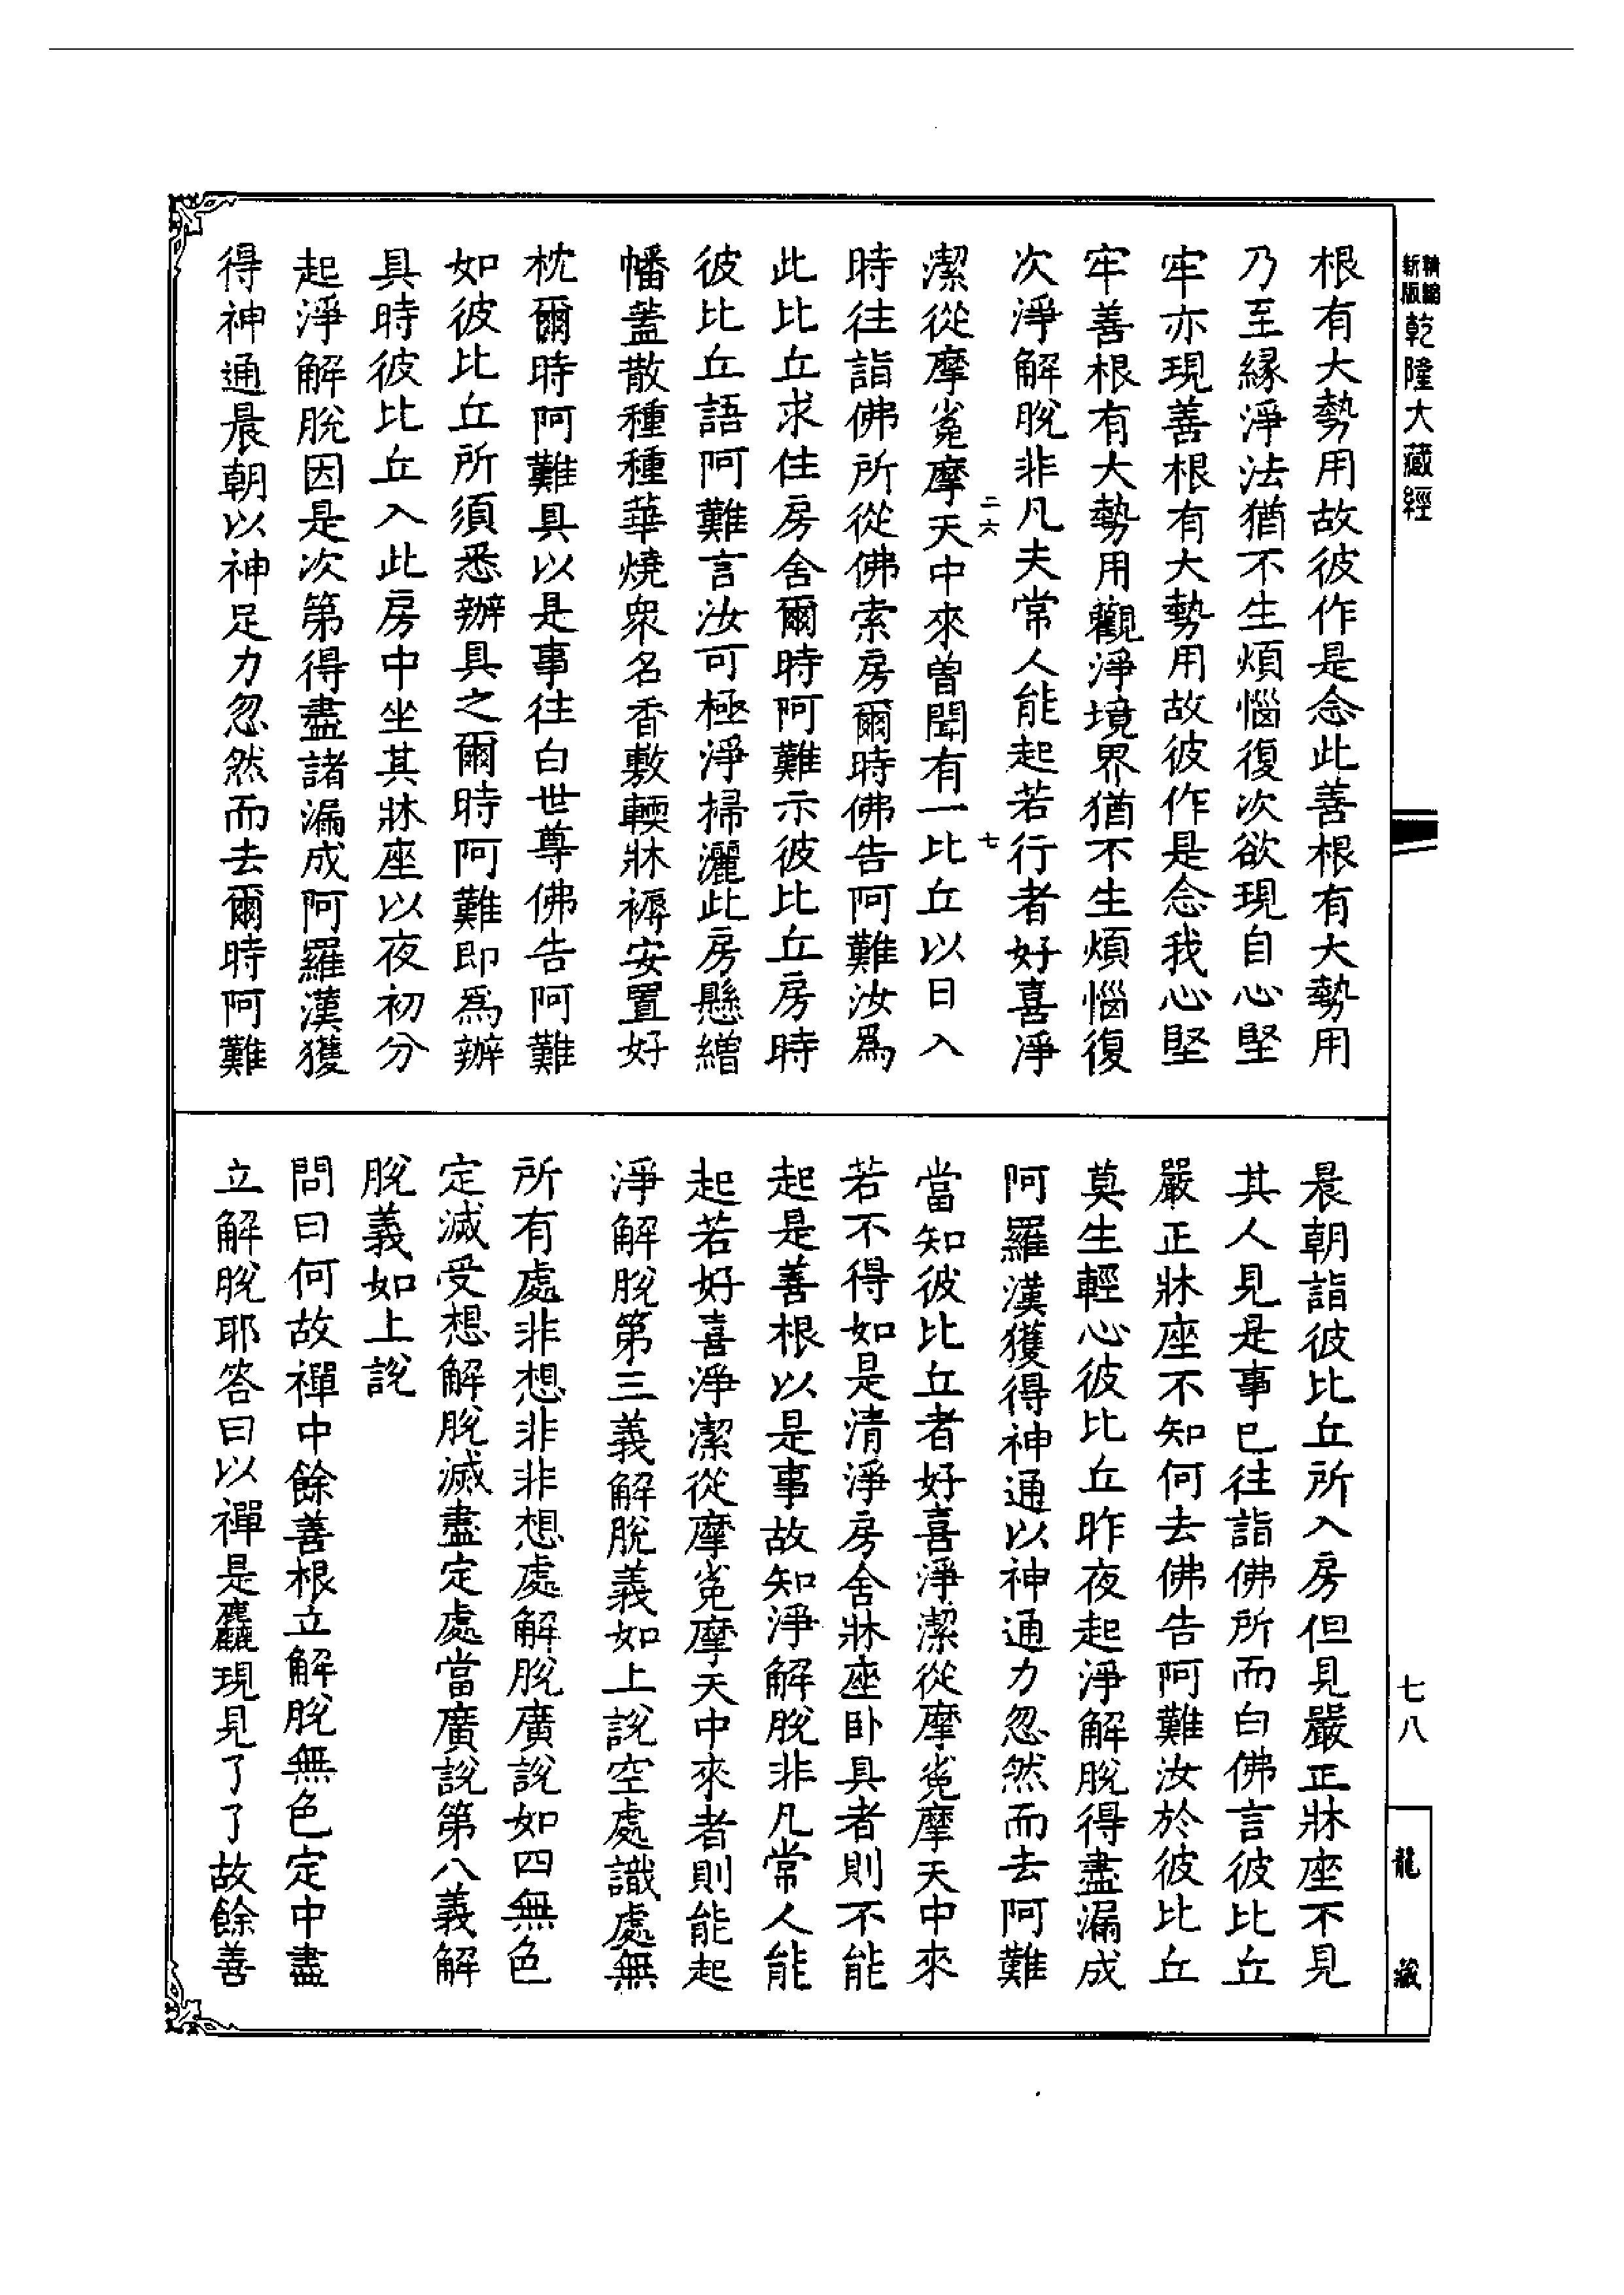 精縮
新版
乾隆大藏經
根有大勢用故彼作是念此善根有大勢用
乃至緣淨法猶不生煩惱復次欲現自心堅
牢亦現善根有大勢用故彼作是念我心堅
牢善根有大勢用觀淨境界猶不生煩惱復
次淨解脫非凡夫常人能起若行者好喜淨
二六
七
潔從摩㝹摩天中來曾聞有一比丘以日入
時往詣佛所從佛索房爾時佛告阿難汝為
此比丘求住房舍爾時阿難示彼比丘房時
彼比丘語阿難言汝可極淨掃灑此房懸繒
幡蓋散種種華燒眾名香敷輭牀褥安置好
枕爾時阿難具以是事往白世尊佛告阿難
如彼比丘所須悉辦具之爾時阿難即為辦
具時彼比丘入此房中坐其牀座以夜初分
起淨解脫因是次第得盡諸漏成阿羅漢獲
得神通晨朝以神足力忽然而去爾時阿難
晨朝詣彼比丘所入房但見嚴正牀座不見
其人見是事已往詣佛所而白佛言彼比丘
嚴正牀座不知何去佛告阿難汝於彼比丘
莫生輕心彼比丘昨夜起淨解脫得盡漏成
阿羅漢獲得神通以神通力忽然而去阿難
當知彼比丘者好喜淨潔從摩㝹摩天中來
若不得如是清淨房舍牀座臥具者則不能
起是善根以是事故知淨解脫非凡常人能
起若好喜淨潔從摩㝹摩天中來者則能起
淨解脫第三義解脫義如上說空處識處無
所有處非想非非想處解脫廣說如四無色
定滅受想解脫滅盡定處當廣說第八義解
脫義如上說
問曰何故禪中餘善根立解脫無色定中盡
立解脫耶答曰以禪是麤現見了了故餘善
七八
龍
藏